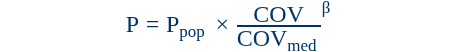 P = P_pop × (COV / COV_med)^β